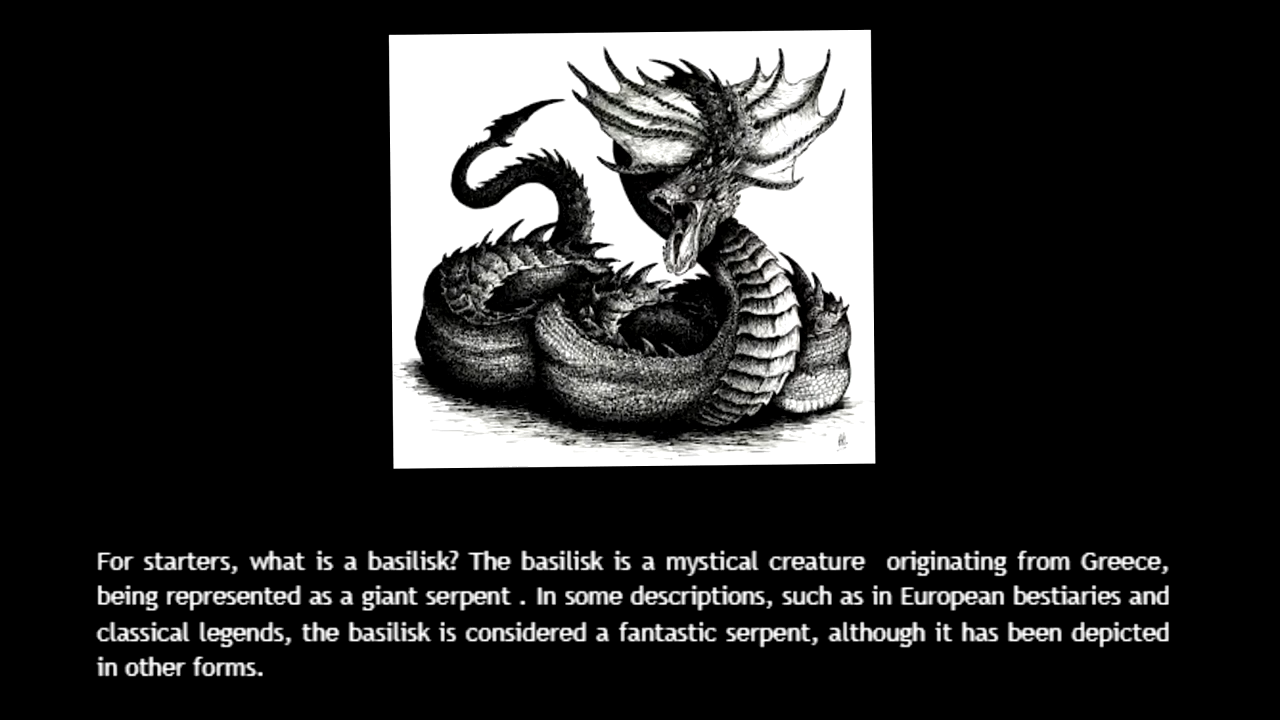 For starters, what is a basilisk? The basilisk is a mystical creature  originating from Greece,
being represented as a giant serpent . In some descriptions, such as in European bestiaries and
classical legends, the basilisk is considered a fantastic serpent, although it has been depicted
in other forms.